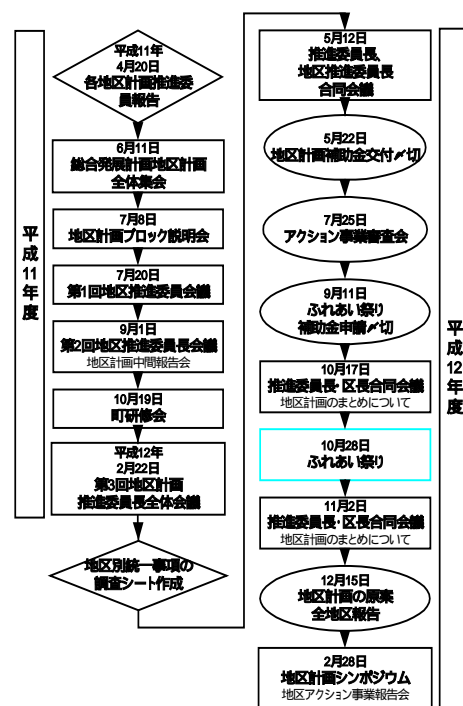 平成11年度
平成11年
4月20日
各地区計画推進委
員報告
6月11日
総合発展計画地区計画
全体集会
7月8日
地区計画ブロック説明会
7月20日
第1回地区推進委員会議
9月1日
第2回地区推進委員長会議
地区計画中間報告会
10月19日
町研修会
平成12年
2月22日
第3回地区計画
推進委員長全体会議
地区別統一事項の
調査シート作成
5月12日
推進委員長、
地区推進委員長
合同会議
5月22日
地区計画補助金交付〆切
7月25日
アクション事業審査会
9月11日
ふれあい祭り
補助金申請〆切
10月17日
推進委員長・区長合同会議
地区計画のまとめについて
10月28日
ふれあい祭り
11月2日
推進委員長・区長合同会議
地区計画のまとめについて
12月15日
地区計画の原案
全地区報告
2月28日
地区計画シンポジウム
地区アクション事業報告会
平成12年度